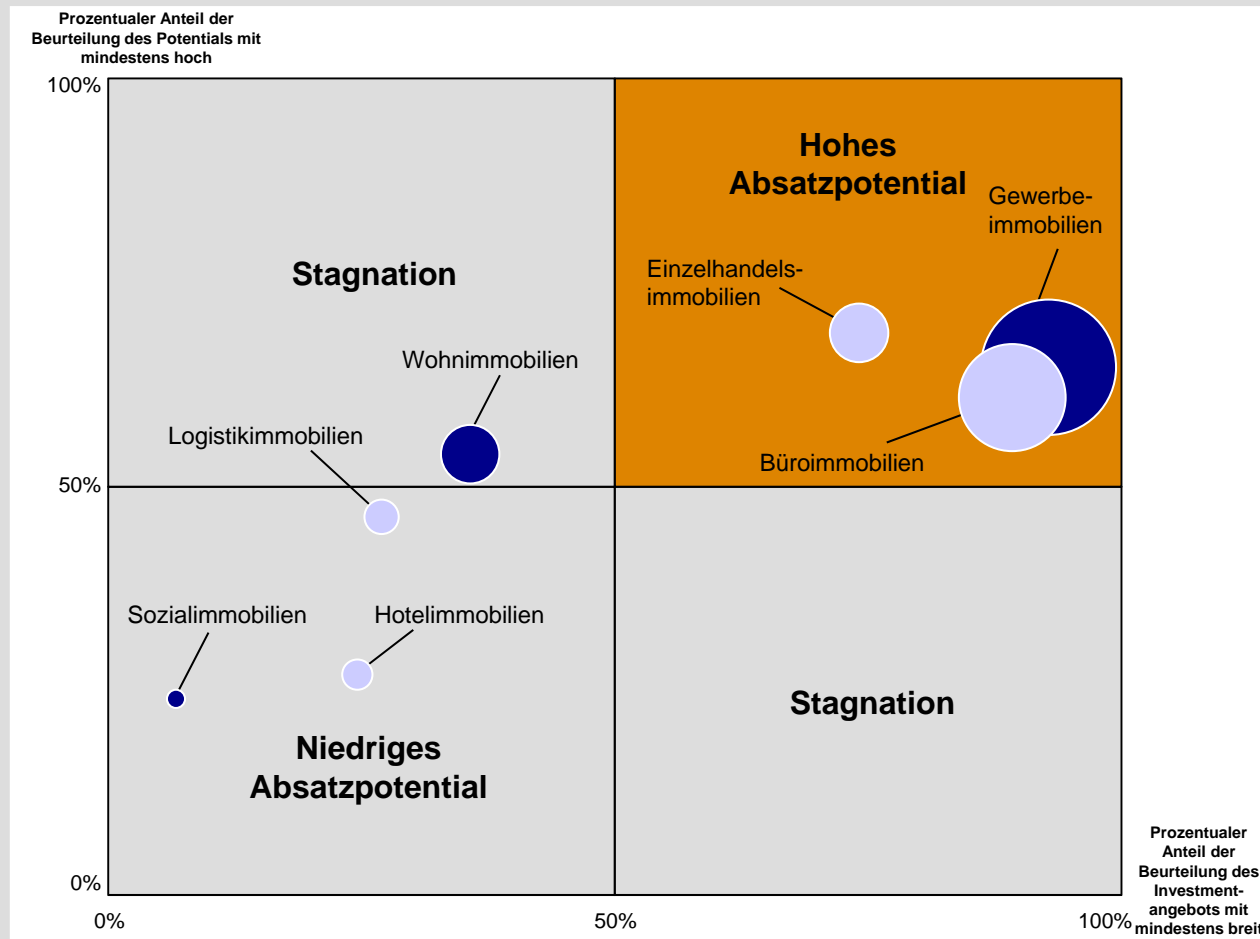 Prozentualer Anteil der
Beurteilung des Potentials mit
mindestens hoch
100%
Hohes
Absatzpotential
Gewerbe-
immobilien
Einzelhandels-
immobilien
Stagnation
Wohnimmobilien
Logistikimmobilien
Büroimmobilien
50%
Sozialimmobilien
Hotelimmobilien
Stagnation
Niedriges
Absatzpotential
Prozentualer
Anteil der
Beurteilung des
Investment-
angebots mit
mindestens breit
0%
0%
50%
100%